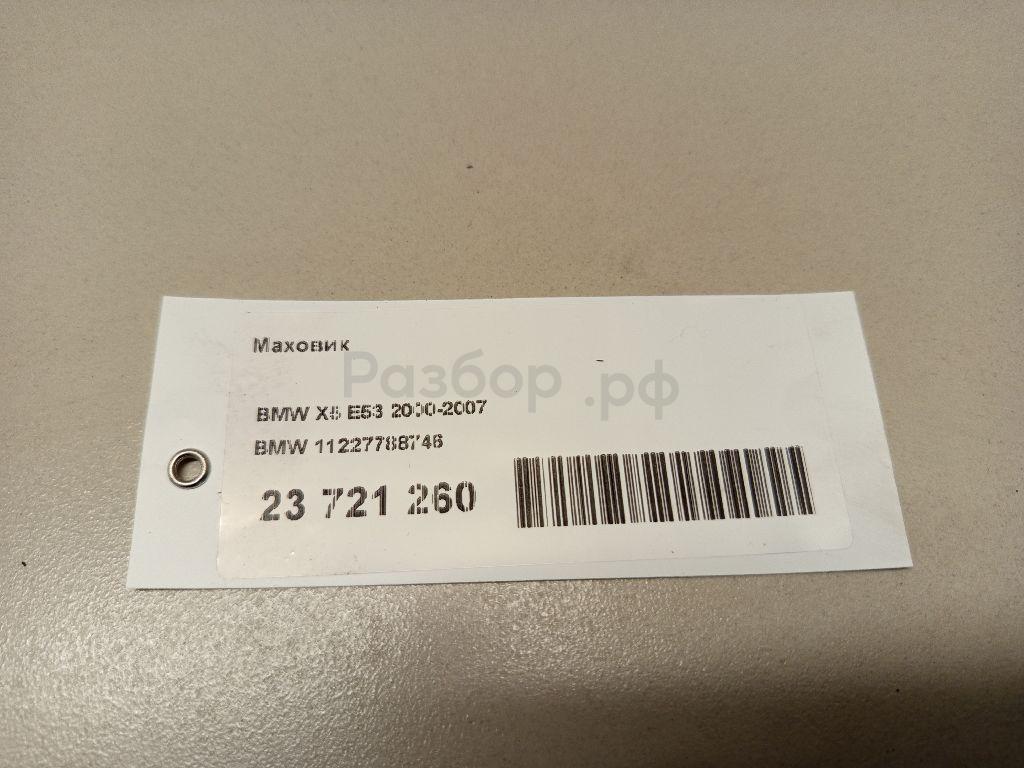 Маховик
Разбор.рф
BMW X5 E53 2000-2007
BMW 11227788746
23 721 260